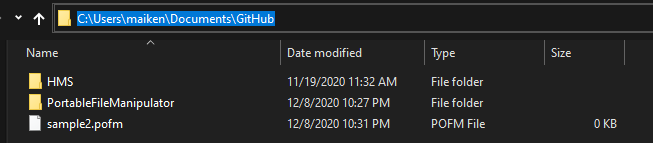 C:\Users\maiken\Documents\GitHub
Name Date modified Type Size
HMS 11/19/2020 11:32 AM File folder
PortableFileManipulator 12/8/2020 10:27 PM File folder
sample2.pofm 12/8/2020 10:31 PM POFM File 0 KB